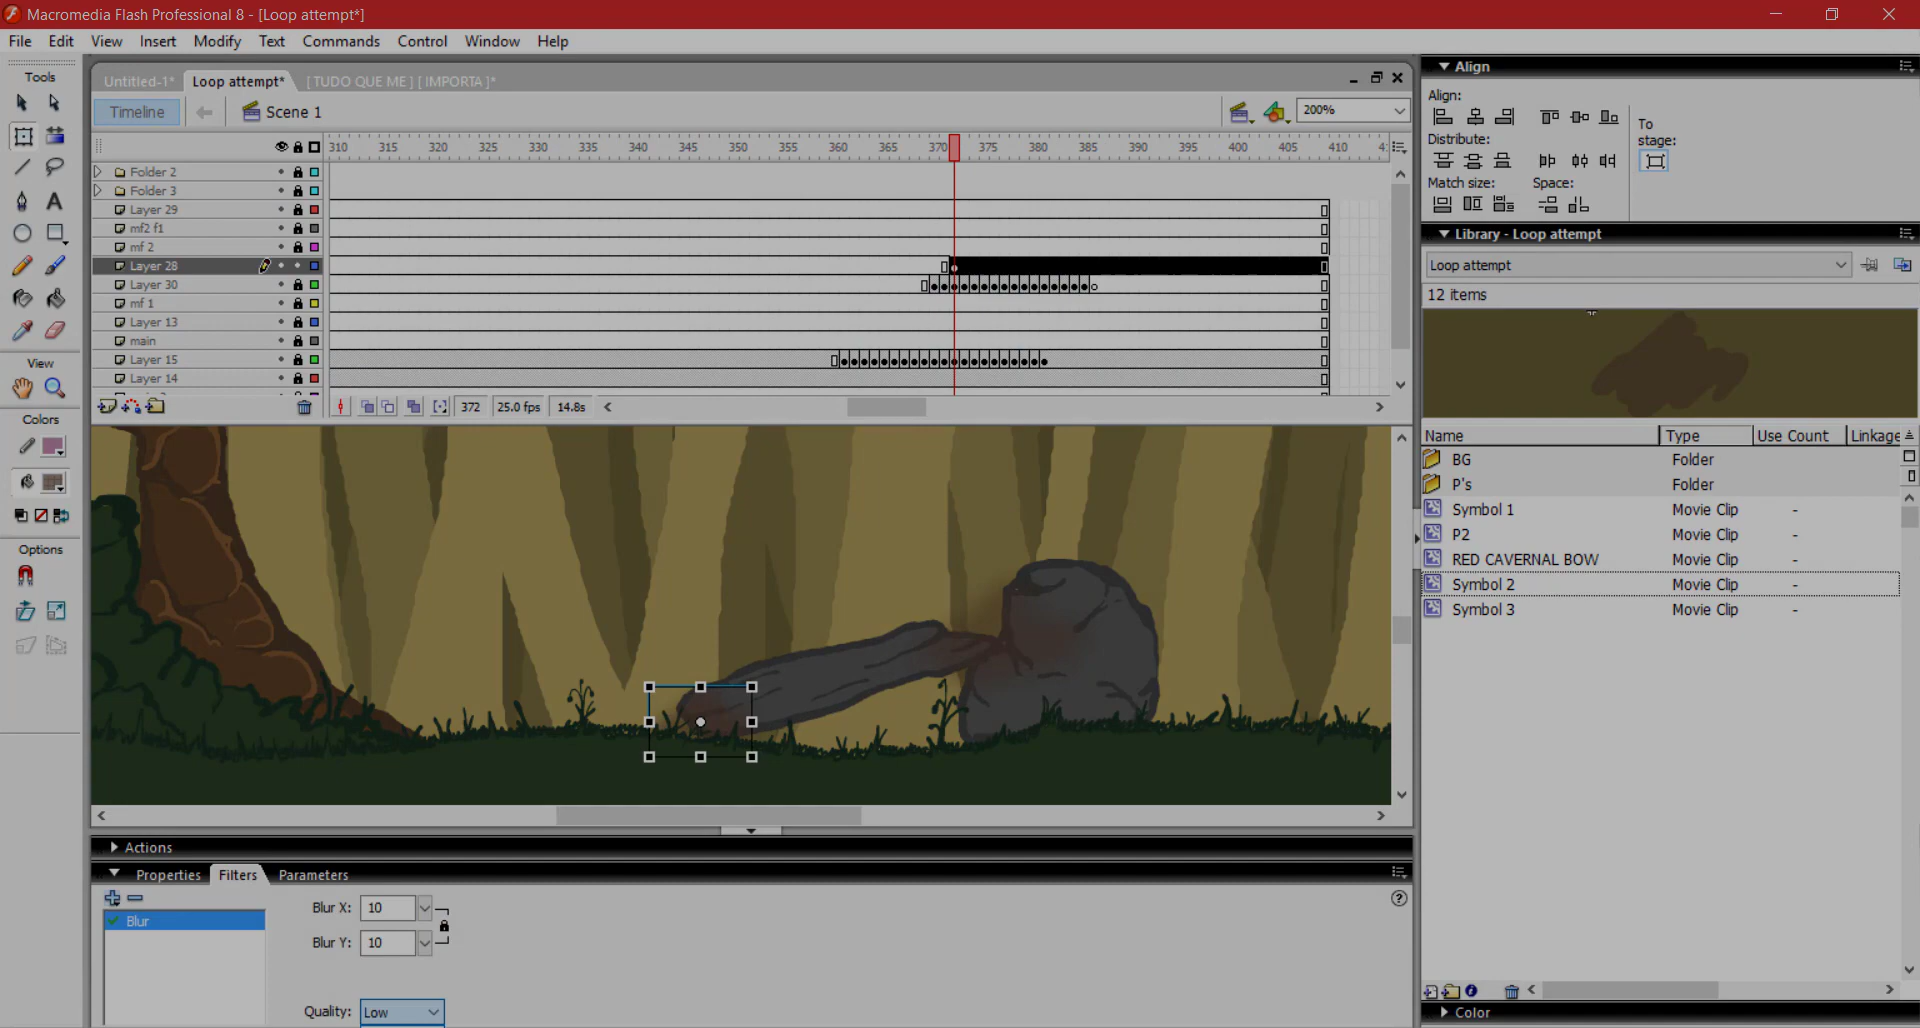 Macromedia Flash Professional 8 - [Loop attempt*]
File Edit View Insert Modify Text Commands Control Window Help
Tools
Untitled-1* Loop attempt* [ TUDO QUE ME ] [ IMPORTA ]*
Timeline Scene 1 200%
310 315 320 325 330 335 340 345 350 355 360 365 370 375 380 385 390 395 400 405 410 4:
Folder 2
Folder 3
Layer 29
mf2 f1
mf 2
Layer 28
Layer 30
mf 1
Layer 13
main
Layer 15
Layer 14
372 25.0 fps 14.8s
View
Colors
Options
Align
Align:
Distribute:
Match size: Space:
To
stage:
Library - Loop attempt
Loop attempt
12 items
Name Type Use Count Linkage
BG Folder
P's Folder
Symbol 1 Movie Clip -
P2 Movie Clip -
RED CAVERNAL BOW Movie Clip -
Symbol 2 Movie Clip -
Symbol 3 Movie Clip -
Color
Actions
Properties Filters Parameters
Blur
Blur X: 10
Blur Y: 10
Quality: Low